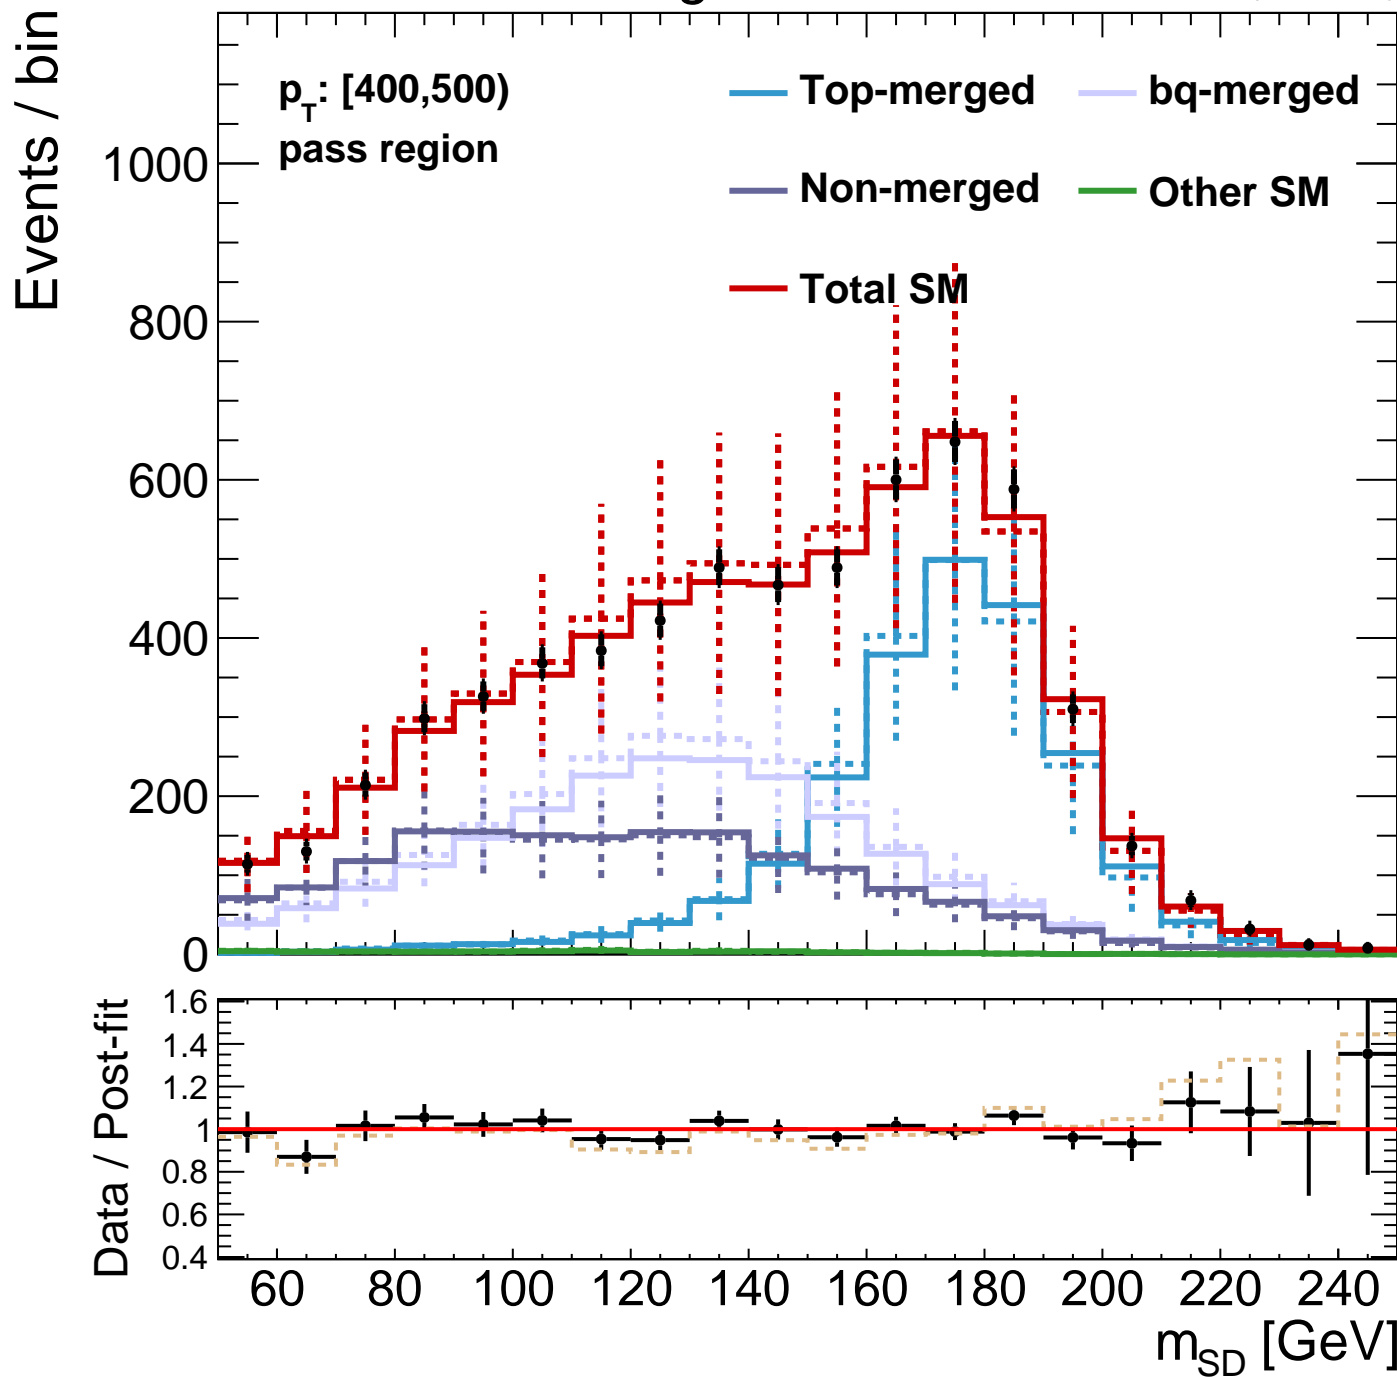 Events / bin
p_T: [400,500)
pass region
Top-merged
bq-merged
Non-merged
Other SM
Total SM
1000
800
600
400
200
0
Data / Post-fit
1.6
1.4
1.2
1
0.8
0.6
0.4
60 80 100 120 140 160 180 200 220 240
m_SD [GeV]